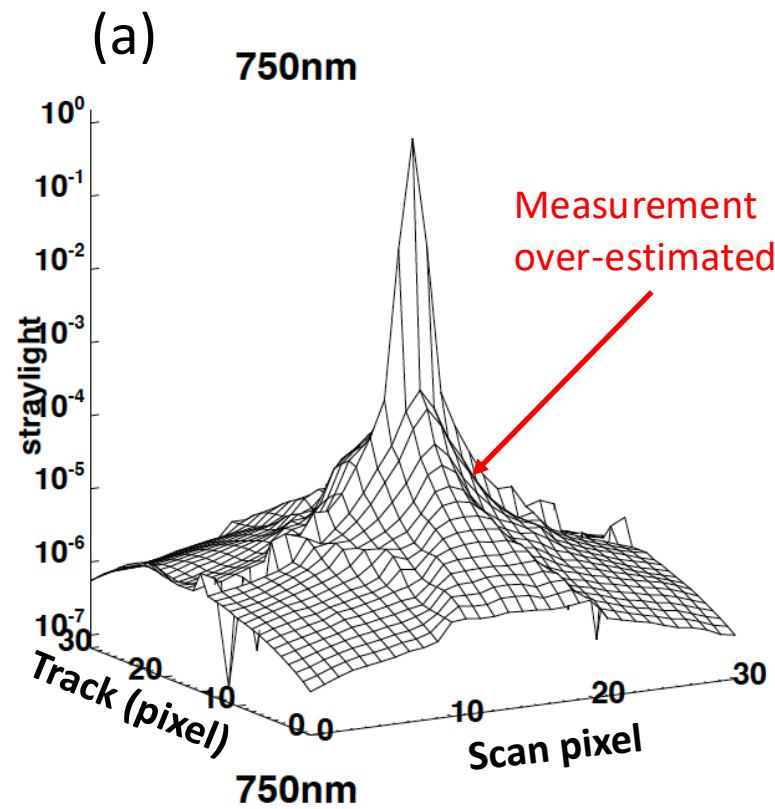 (a)
750nm
10^0
10^-1
10^-2
10^-3
10^-4
10^-5
10^-6
10^-7
straylight
Measurement
over-estimated
30
20
10
0
Track (pixel)
0
10
20
30
Scan pixel
750nm